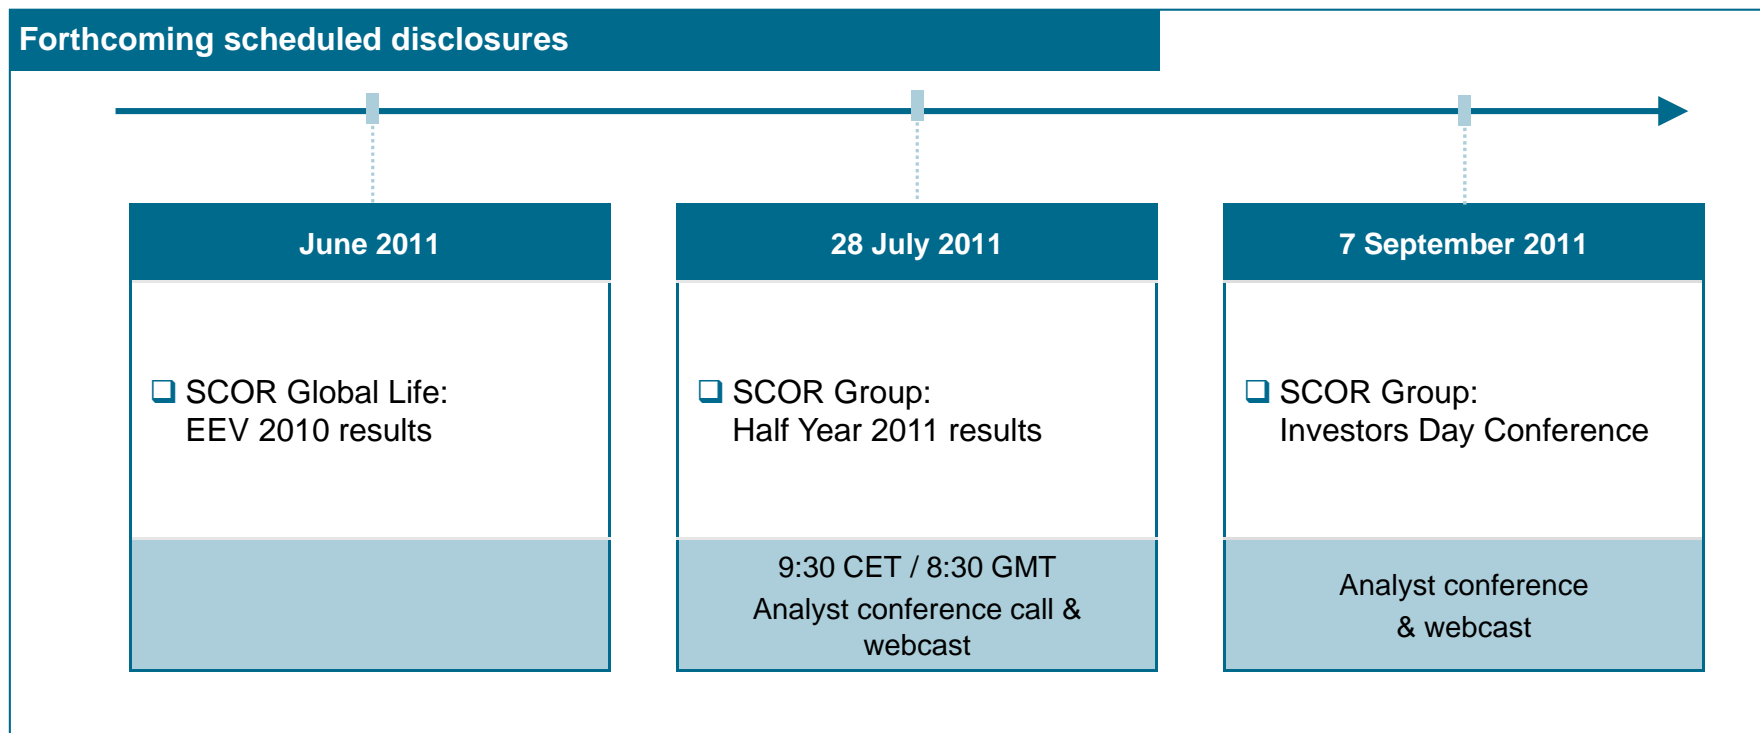 Forthcoming scheduled disclosures
June 2011
SCOR Global Life:
EEV 2010 results
28 July 2011
SCOR Group:
Half Year 2011 results
9:30 CET / 8:30 GMT
Analyst conference call &
webcast
7 September 2011
SCOR Group:
Investors Day Conference
Analyst conference
& webcast